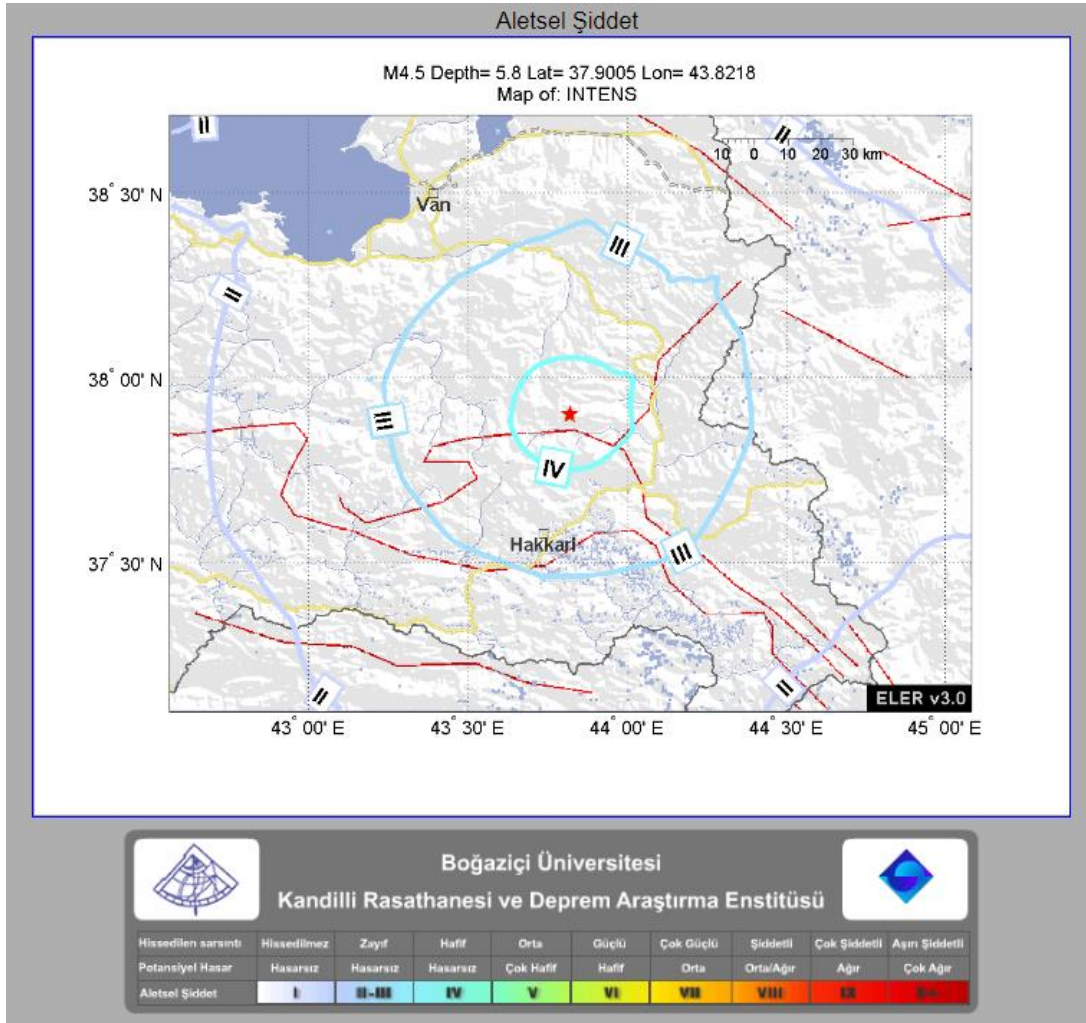 Aletsel Şiddet
M4.5 Depth= 5.8 Lat= 37.9005 Lon= 43.8218
Map of: INTENS
II
II
10 0 10 20 30 km
38° 30' N
Van
III
II
38° 00' N
III
IV
Hakkari
III
37° 30' N
II
II
ELER v3.0
43° 00' E 43° 30' E 44° 00' E 44° 30' E 45° 00' E
Boğaziçi Üniversitesi
Kandilli Rasathanesi ve Deprem Araştırma Enstitüsü
Hissedilen sarsıntı Hissedilmez Zayıf Hafif Orta Güçlü Çok Güçlü Şiddetli Çok Şiddetli Aşırı Şiddetli
Potansiyel Hasar Hasarsız Hasarsız Hasarsız Çok Hafif Hafif Orta Orta/Ağır Ağır Çok Ağır
Aletsel Şiddet I II-III IV V VI VII VIII IX X+